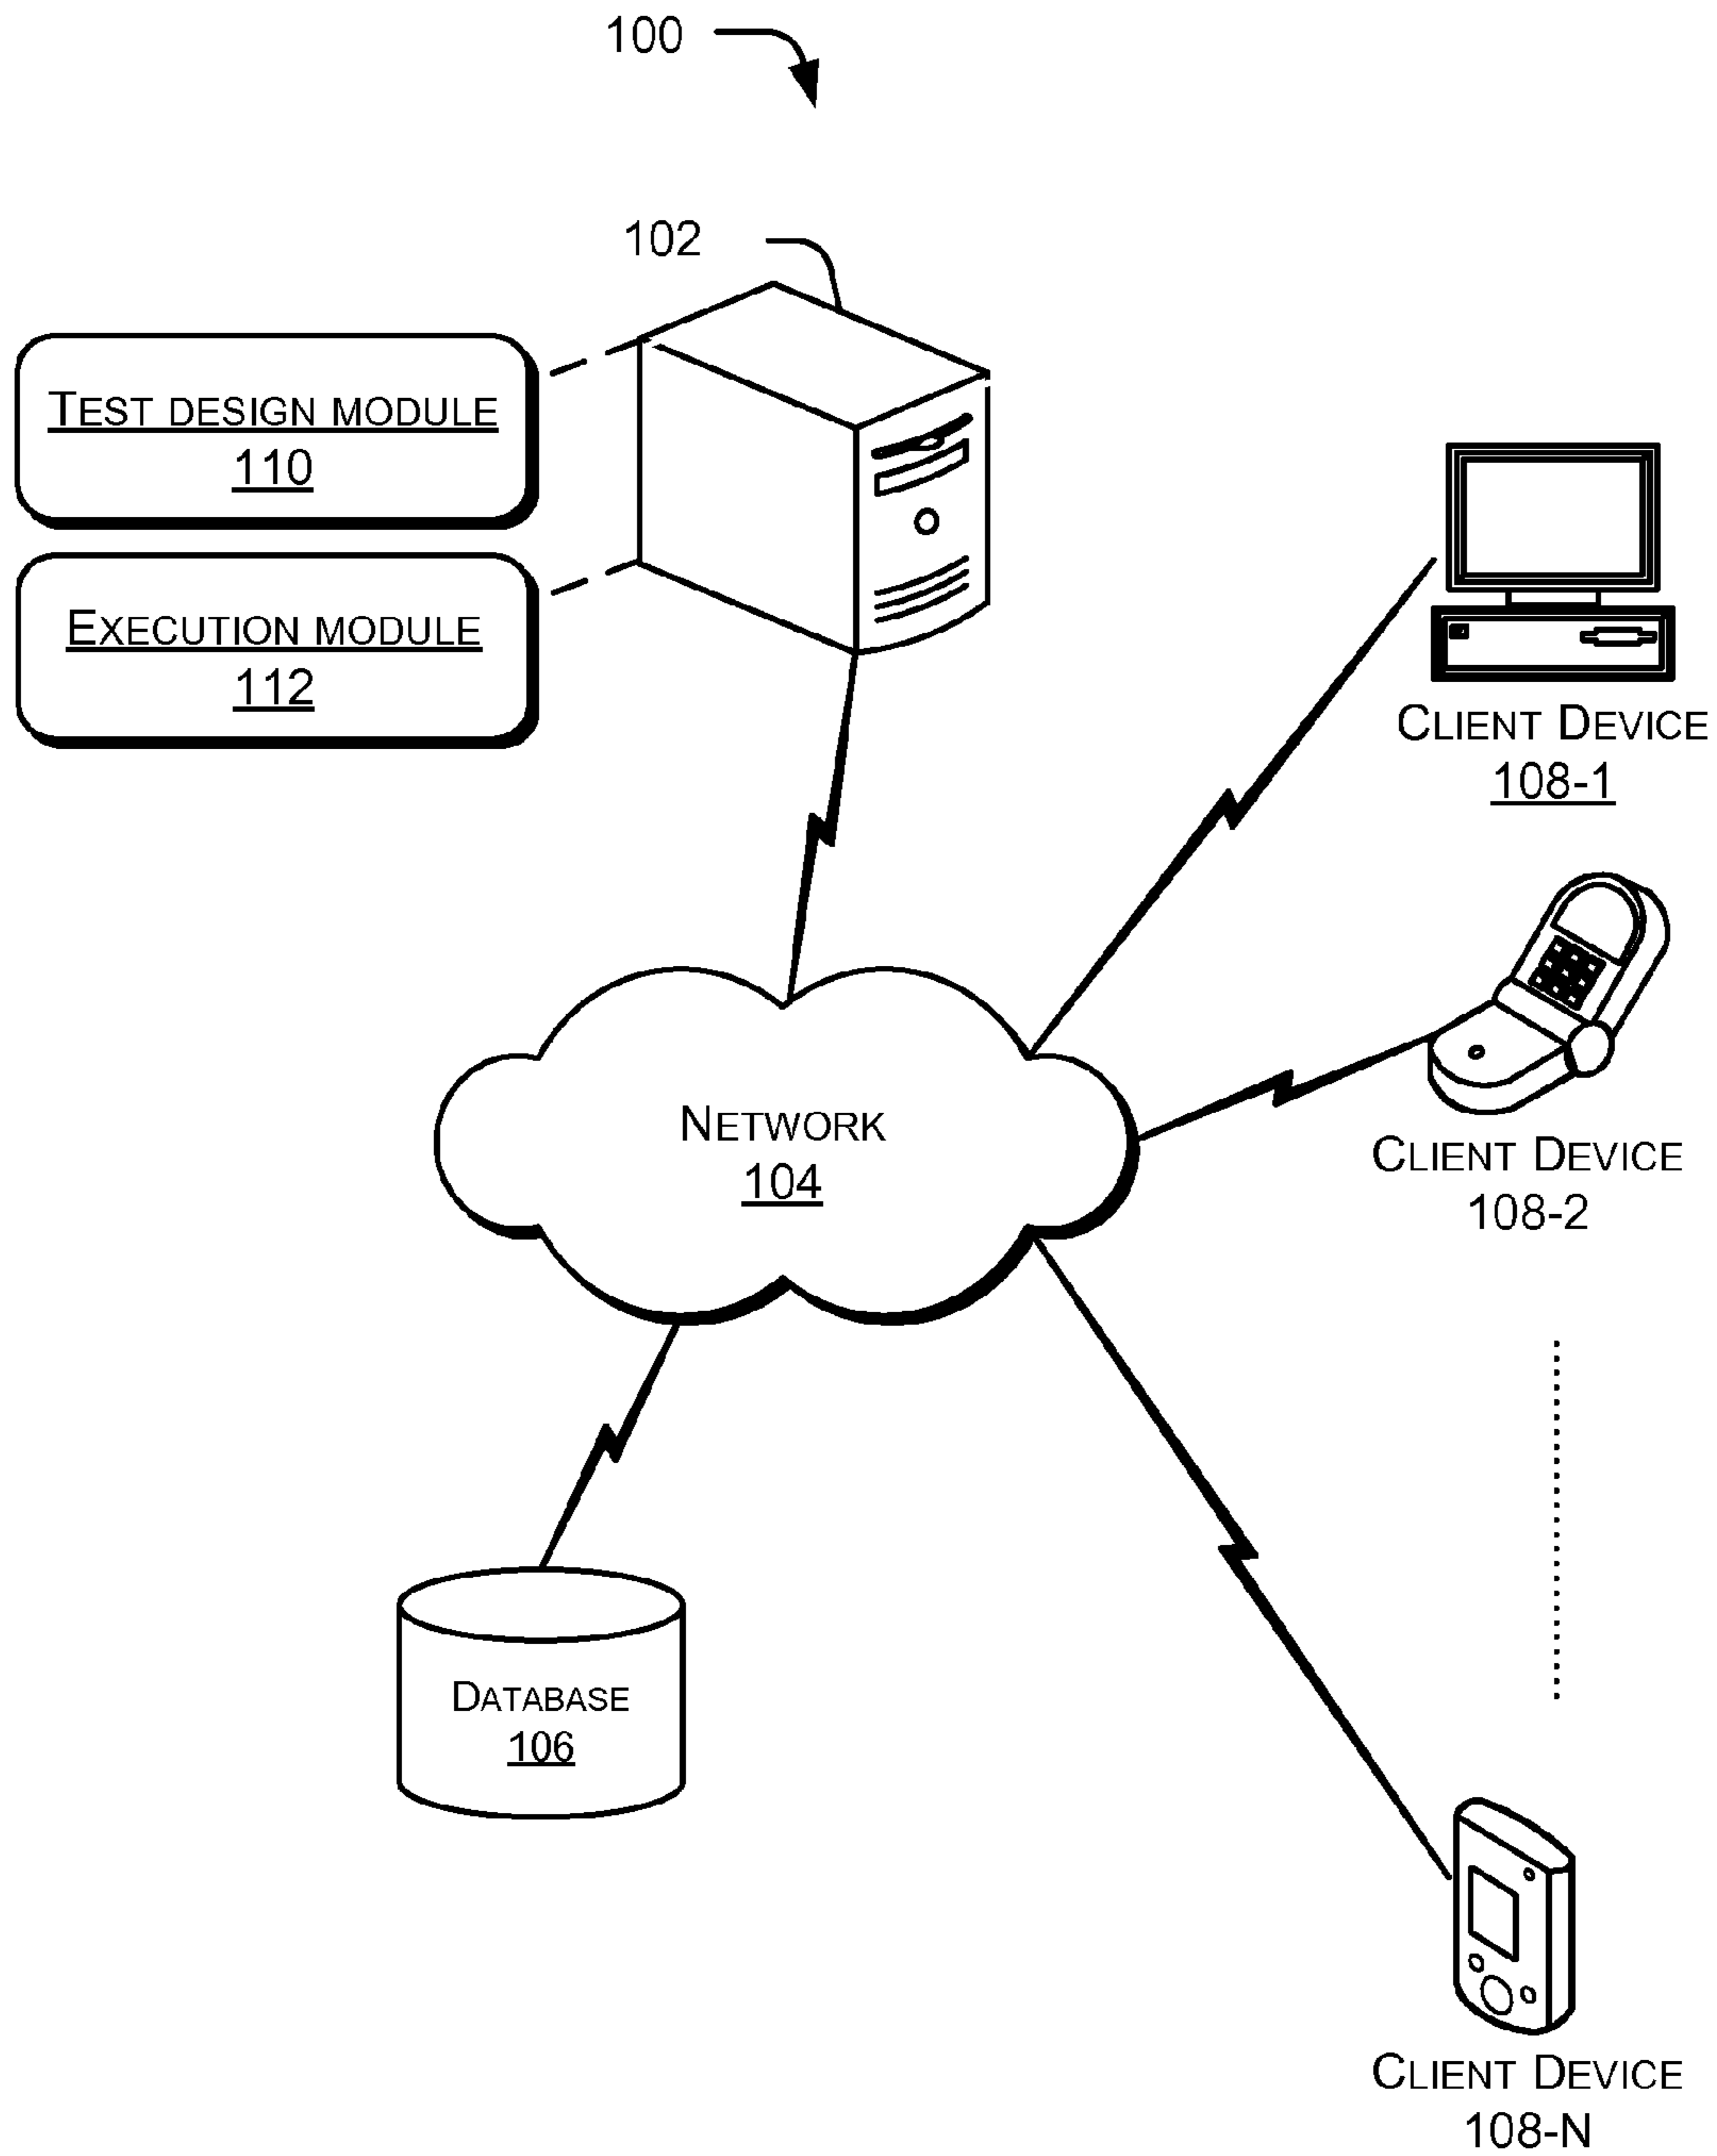 100
102
TEST DESIGN MODULE
110
EXECUTION MODULE
112
CLIENT DEVICE
108-1
CLIENT DEVICE
108-2
NETWORK
104
DATABASE
106
CLIENT DEVICE
108-N